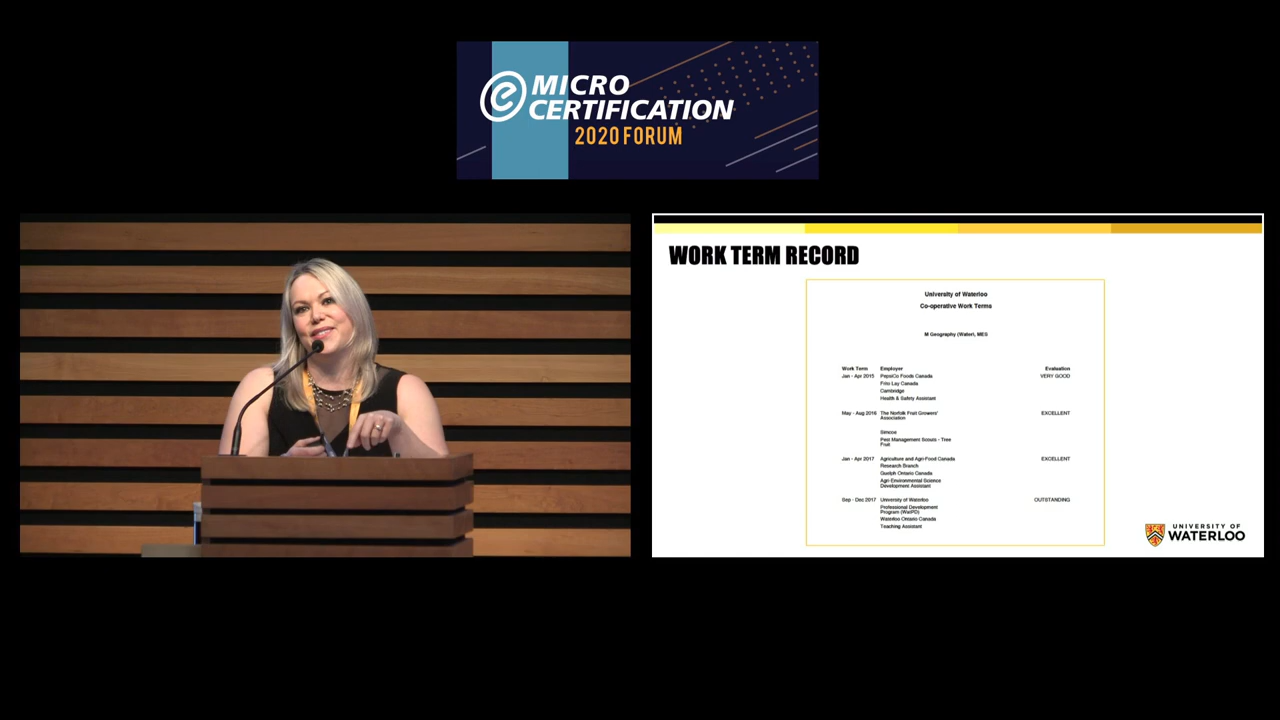 MICRO
CERTIFICATION
2020 FORUM
WORK TERM RECORD
University of Waterloo
Co-operative Work Terms
M Geography (Water), MES
Work Term Employer Evaluation
Jan - Apr 2015 PepsiCo Foods Canada VERY GOOD
Frito Lay Canada
Cambridge
Health & Safety Assistant
May - Aug 2016 The Norfolk Fruit Growers' EXCELLENT
Association
Simcoe
Pest Management Scouts - Tree
Fruit
Jan - Apr 2017 Agriculture and Agri-Food Canada EXCELLENT
Research Branch
Guelph Ontario Canada
Agri-Environmental Science
Development Assistant
Sep - Dec 2017 University of Waterloo OUTSTANDING
Professional Development
Program (WatPD)
Waterloo Ontario Canada
Teaching Assistant
UNIVERSITY OF
WATERLOO